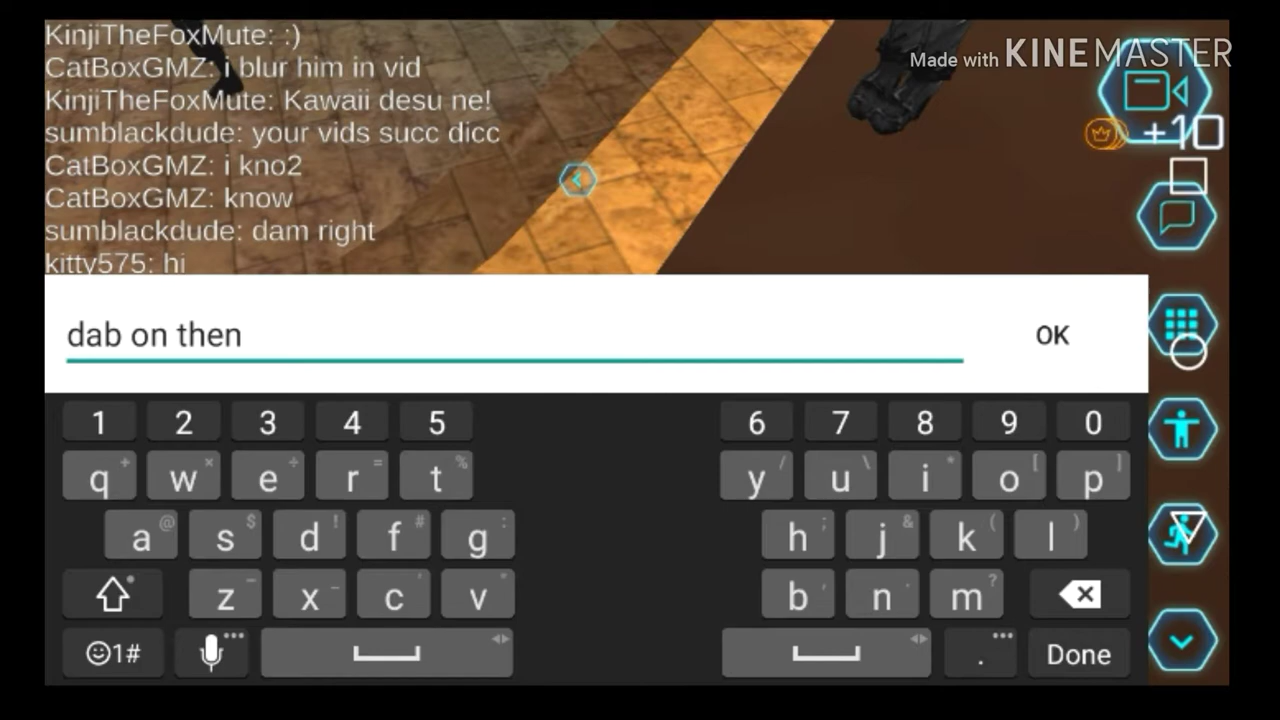 KinjiTheFoxMute: :)
CatBoxGMZ: i blur him in vid
KinjiTheFoxMute: Kawaii desu ne!
sumblackdude: your vids succ dicc
CatBoxGMZ: i kno2
CatBoxGMZ: know
sumblackdude: dam right
kitty575: hi
Made with KINEMASTER
+10
dab on then
OK
1 2 3 4 5 6 7 8 9 0
q + w × e ÷ r = t % y / u \ i * o [ p ]
a @ s $ d ! f # g : h ; j & k ( l )
z _ x - c ' v " b , n . m ?
☺1# ... . ... Done